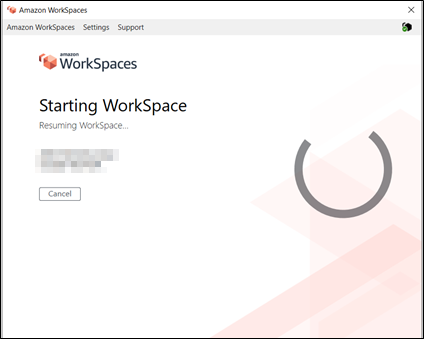 Amazon WorkSpaces
Amazon WorkSpaces Settings Support
amazon
WorkSpaces
Starting WorkSpace
Resuming WorkSpace...
Cancel